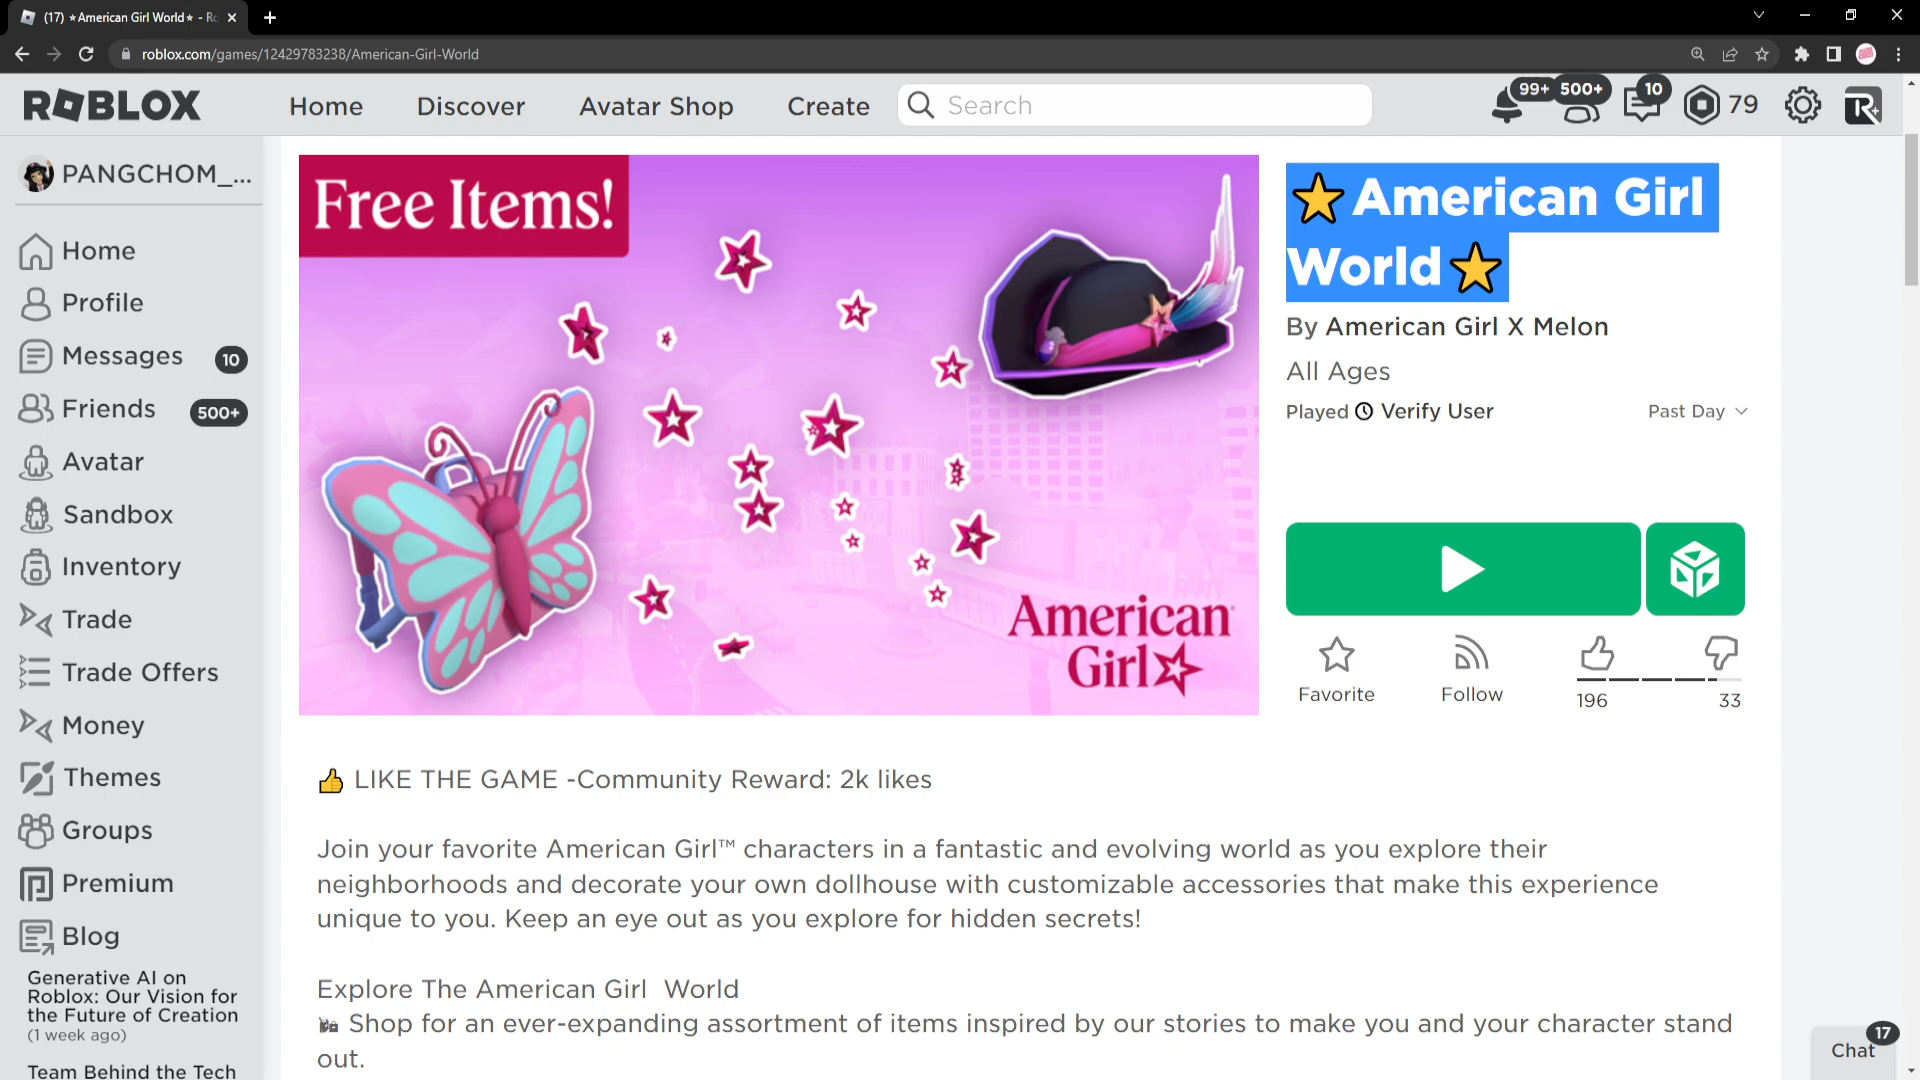 (17) ★American Girl World★ - Ro
roblox.com/games/12429783238/American-Girl-World
ROBLOX
Home
Discover
Avatar Shop
Create
Search
99+
500+
10
79
PANGCHOM_...
Home
Profile
Messages
10
Friends
500+
Avatar
Sandbox
Inventory
Trade
Trade Offers
Money
Themes
Groups
Premium
Blog
Generative AI on
Roblox: Our Vision for
the Future of Creation
(1 week ago)
Team Behind the Tech
Free Items!
American
Girl
⭐American Girl
World⭐
By American Girl X Melon
All Ages
Played Verify User
Past Day
Favorite
Follow
196
33
👍 LIKE THE GAME -Community Reward: 2k likes
Join your favorite American Girl™ characters in a fantastic and evolving world as you explore their
neighborhoods and decorate your own dollhouse with customizable accessories that make this experience
unique to you. Keep an eye out as you explore for hidden secrets!
Explore The American Girl  World
🛍 Shop for an ever-expanding assortment of items inspired by our stories to make you and your character stand
out.
Chat
17